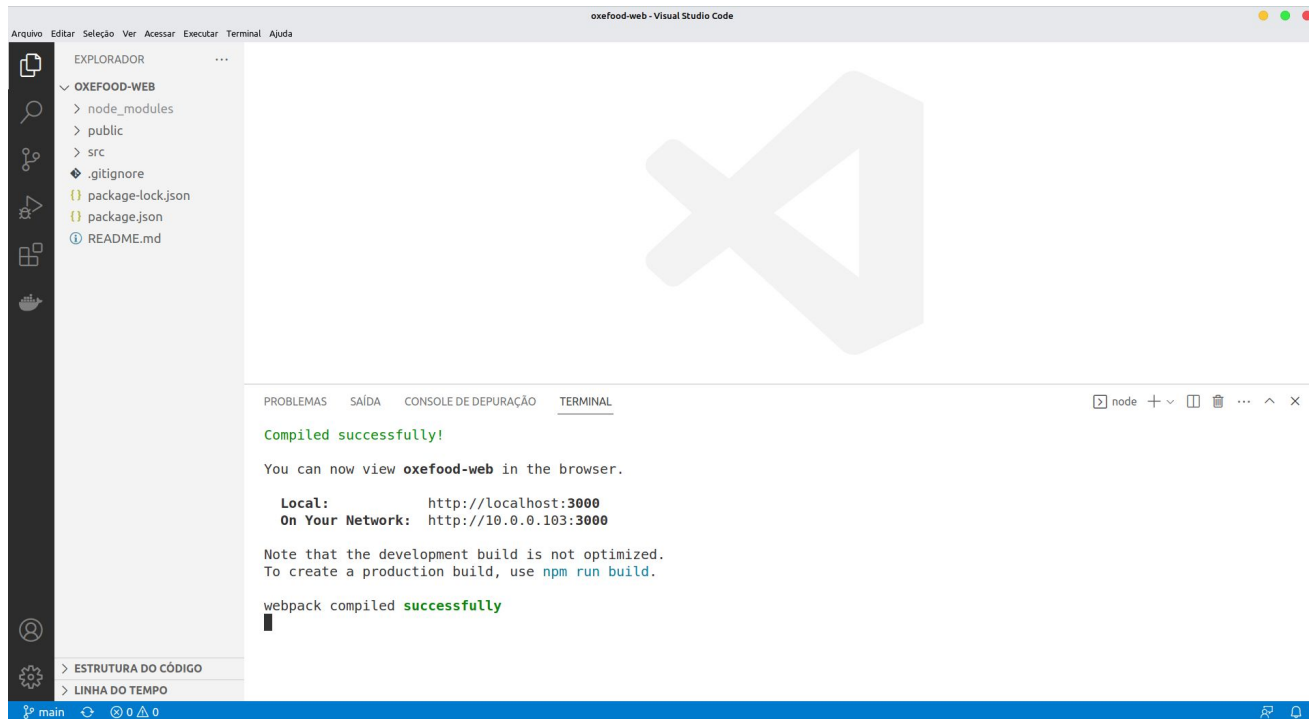 oxefood-web - Visual Studio Code
Arquivo Editar Seleção Ver Acessar Executar Terminal Ajuda
EXPLORADOR
OXEFOOD-WEB
node_modules
public
src
.gitignore
package-lock.json
package.json
README.md
ESTRUTURA DO CÓDIGO
LINHA DO TEMPO
PROBLEMAS SAÍDA CONSOLE DE DEPURAÇÃO TERMINAL
node
Compiled successfully!
You can now view oxefood-web in the browser.
Local: http://localhost:3000
On Your Network: http://10.0.0.103:3000
Note that the development build is not optimized.
To create a production build, use npm run build.
webpack compiled successfully
main 0 0